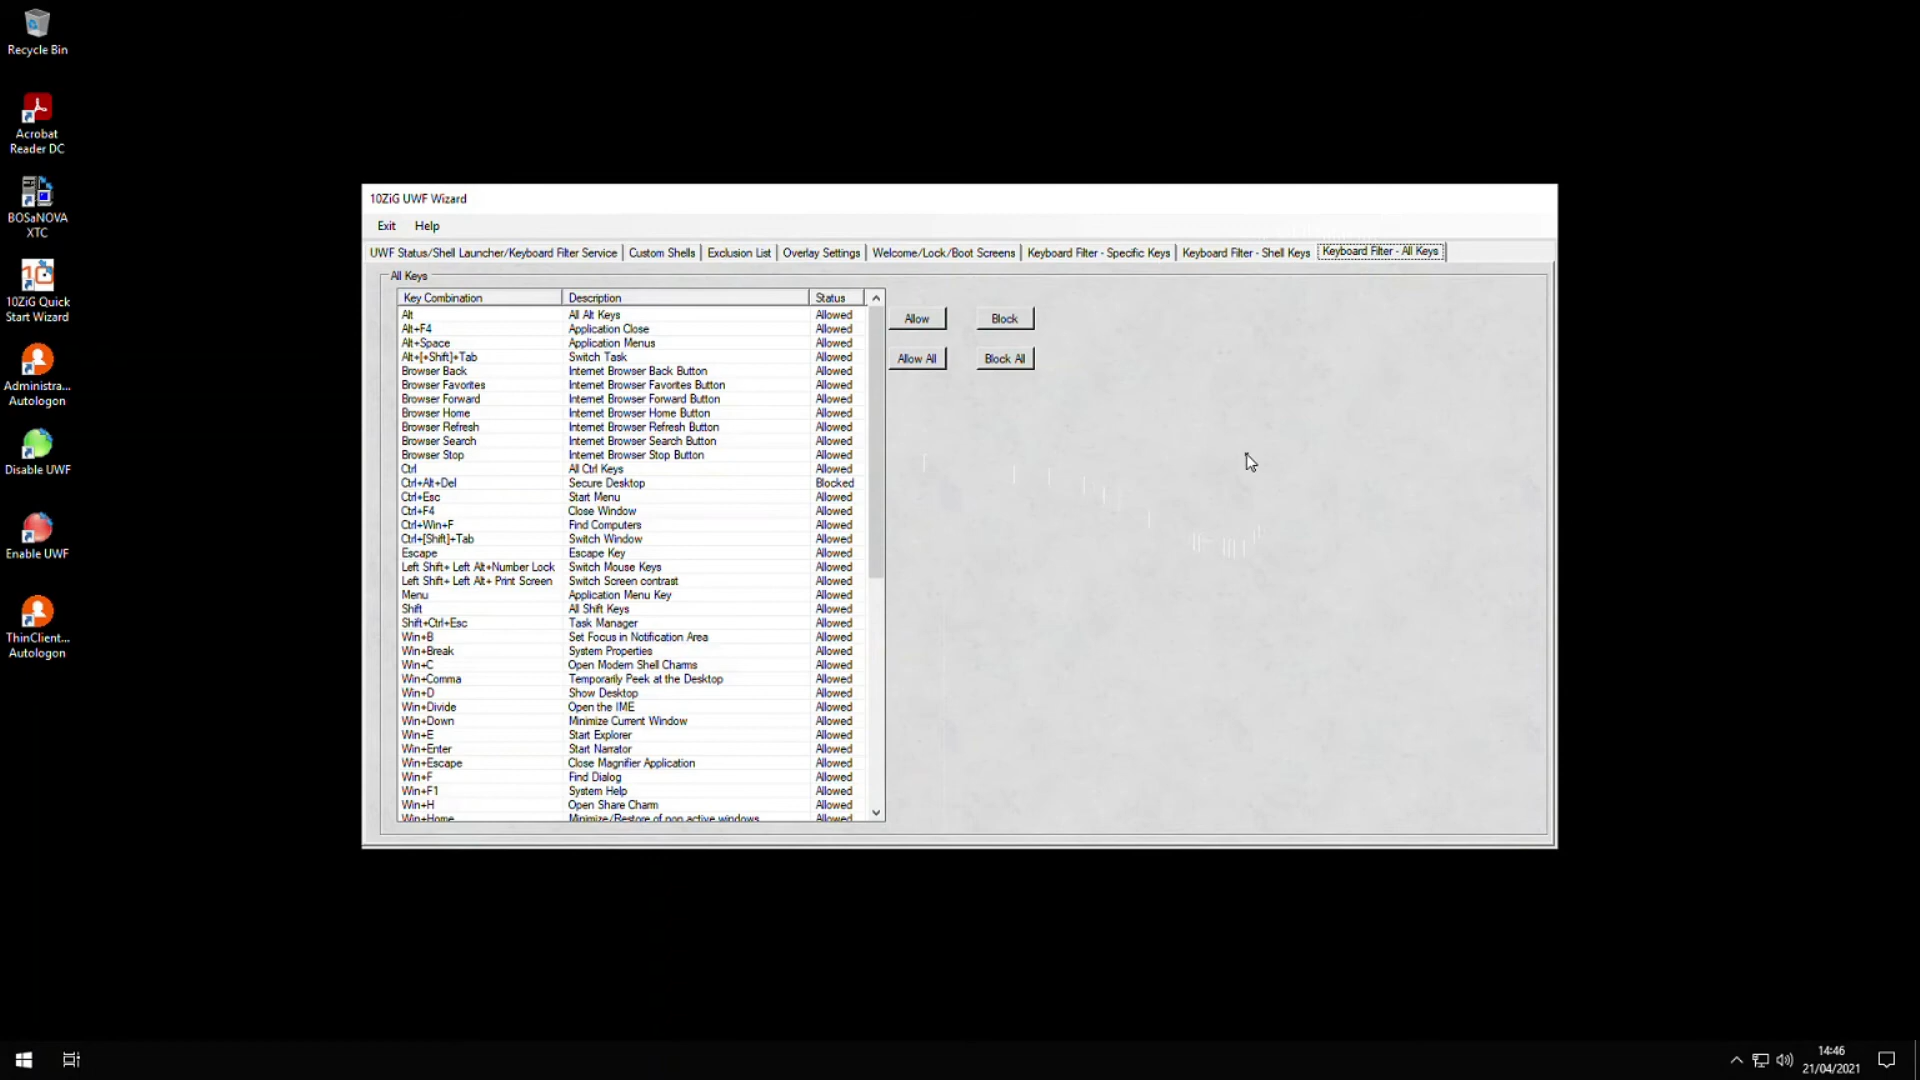 Recycle Bin
Acrobat
Reader DC
BOSaNOVA
XTC
10ZiG Quick
Start Wizard
Administra...
Autologon
Disable UWF
Enable UWF
ThinClient...
Autologon
10ZiG UWF Wizard
Exit Help
UWF Status/Shell Launcher/Keyboard Filter Service Custom Shells Exclusion List Overlay Settings Welcome/Lock/Boot Screens Keyboard Filter - Specific Keys Keyboard Filter - Shell Keys Keyboard Filter - All Keys
All Keys
Key Combination Description Status
Alt All Alt Keys Allowed
Alt+F4 Application Close Allowed
Alt+Space Application Menus Allowed
Alt+[+Shift]+Tab Switch Task Allowed
Browser Back Internet Browser Back Button Allowed
Browser Favorites Internet Browser Favorites Button Allowed
Browser Forward Internet Browser Forward Button Allowed
Browser Home Internet Browser Home Button Allowed
Browser Refresh Internet Browser Refresh Button Allowed
Browser Search Internet Browser Search Button Allowed
Browser Stop Internet Browser Stop Button Allowed
Ctrl All Ctrl Keys Allowed
Ctrl+Alt+Del Secure Desktop Blocked
Ctrl+Esc Start Menu Allowed
Ctrl+F4 Close Window Allowed
Ctrl+Win+F Find Computers Allowed
Ctrl+[Shift]+Tab Switch Window Allowed
Escape Escape Key Allowed
Left Shift+ Left Alt+Number Lock Switch Mouse Keys Allowed
Left Shift+ Left Alt+ Print Screen Switch Screen contrast Allowed
Menu Application Menu Key Allowed
Shift All Shift Keys Allowed
Shift+Ctrl+Esc Task Manager Allowed
Win+B Set Focus in Notification Area Allowed
Win+Break System Properties Allowed
Win+C Open Modern Shell Charms Allowed
Win+Comma Temporarily Peek at the Desktop Allowed
Win+D Show Desktop Allowed
Win+Divide Open the IME Allowed
Win+Down Minimize Current Window Allowed
Win+E Start Explorer Allowed
Win+Enter Start Narrator Allowed
Win+Escape Close Magnifier Application Allowed
Win+F Find Dialog Allowed
Win+F1 System Help Allowed
Win+H Open Share Charm Allowed
Win+Home Minimize/Restore of non active windows Allowed
Allow Block
Allow All Block All
14:46
21/04/2021